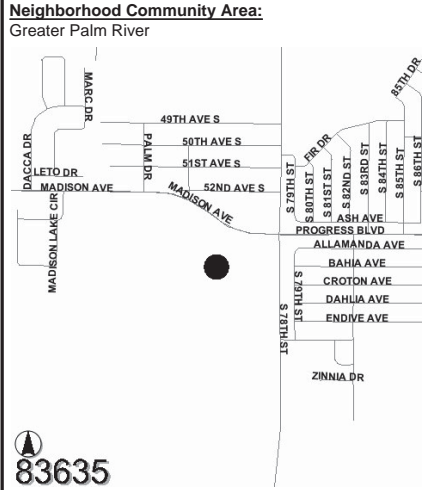 Neighborhood Community Area:
Greater Palm River
85TH DR
MARC DR
49TH AVE S
50TH AVE S
51ST AVE S
52ND AVE S
PALM DR
DACCA DR
LETO DR
MADISON AVE
MADISON AVE
MADISON LAKE CIR
S 79TH ST
FIR DR
S 80TH ST
S 81ST ST
S 82ND ST
S 83RD ST
S 84TH ST
S 85TH ST
S 86TH ST
ASH AVE
PROGRESS BLVD
ALLAMANDA AVE
BAHIA AVE
CROTON AVE
DAHLIA AVE
ENDIVE AVE
S 79TH ST
S 78TH ST
ZINNIA DR
83635